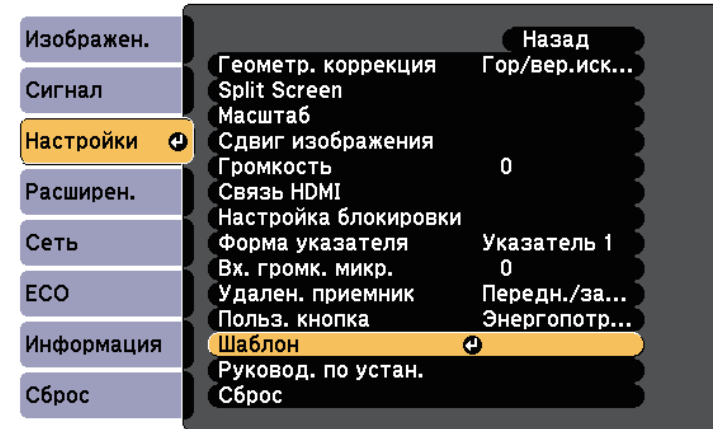 Изображен.
Сигнал
Настройки
Расширен.
Сеть
ECO
Информация
Сброс
Назад
Геометр. коррекция Гор/вер.иск...
Split Screen
Масштаб
Сдвиг изображения
Громкость 0
Связь HDMI
Настройка блокировки
Форма указателя Указатель 1
Вх. громк. микр. 0
Удален. приемник Передн./за...
Польз. кнопка Энергопотр...
Шаблон
Руковод. по устан.
Сброс